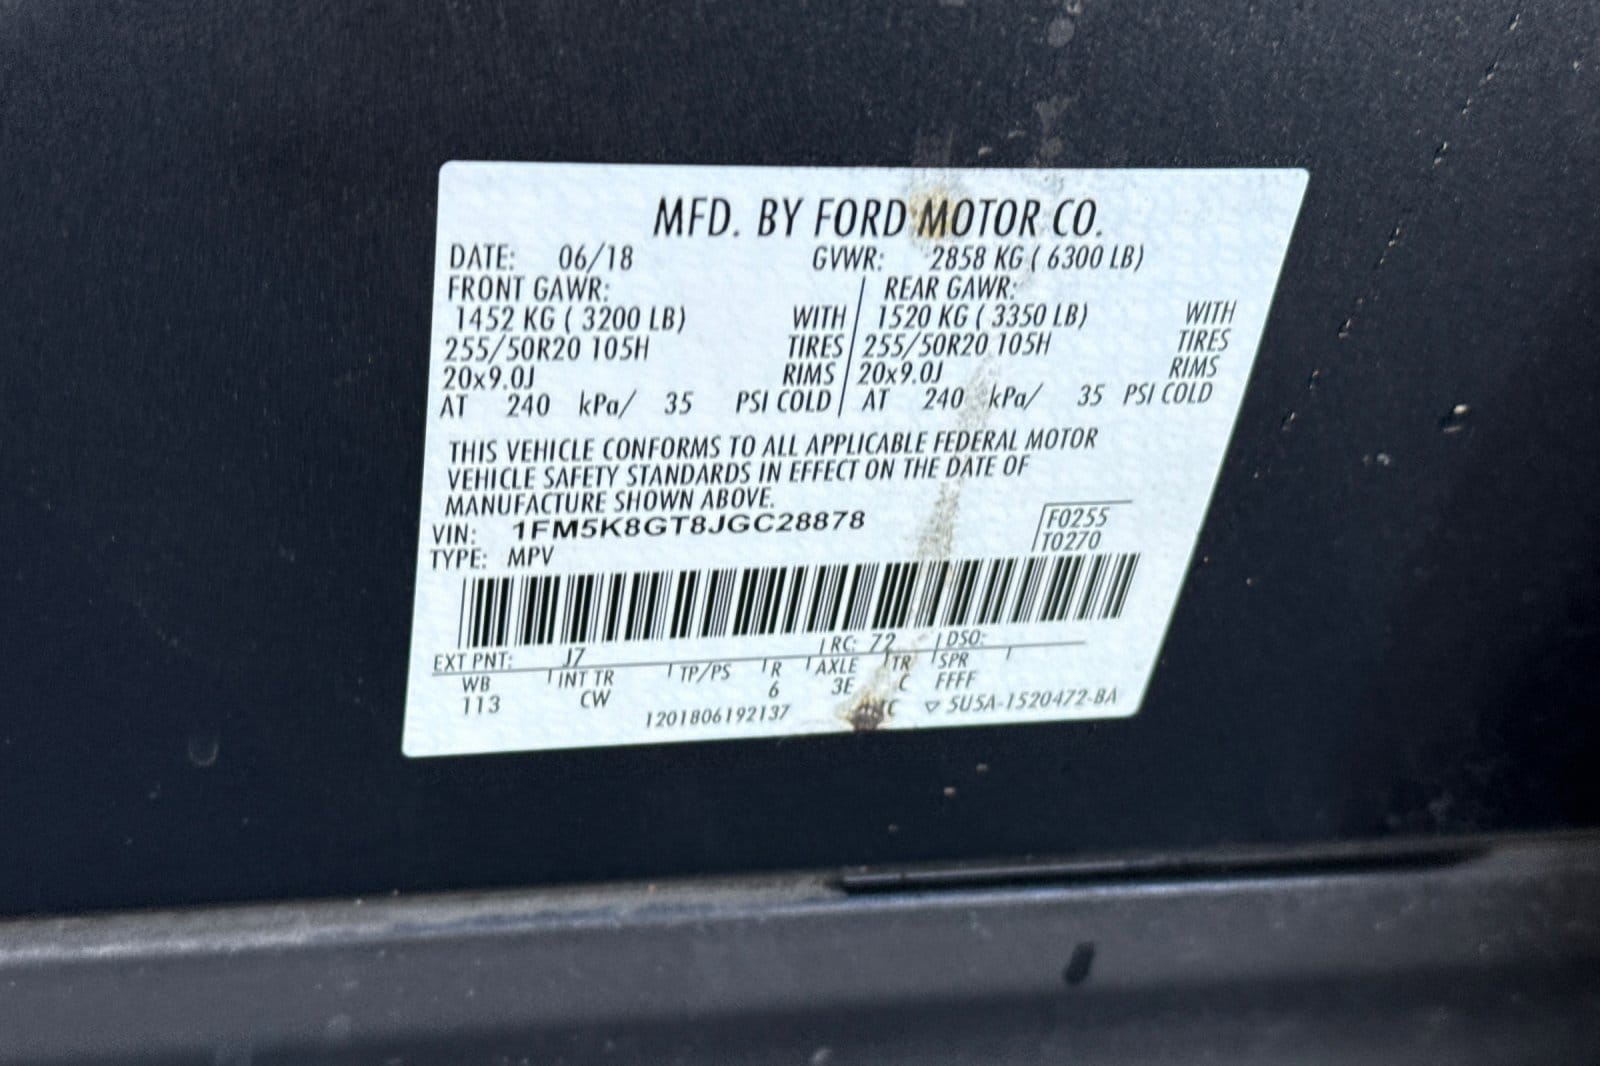 MFD. BY FORD MOTOR CO.
DATE: 06/18 GVWR: 2858 KG ( 6300 LB)
FRONT GAWR: REAR GAWR:
1452 KG ( 3200 LB) WITH 1520 KG ( 3350 LB) WITH
255/50R20 105H TIRES 255/50R20 105H TIRES
20x9.0J RIMS 20x9.0J RIMS
AT 240 kPa/ 35 PSI COLD AT 240 kPa/ 35 PSI COLD
THIS VEHICLE CONFORMS TO ALL APPLICABLE FEDERAL MOTOR
VEHICLE SAFETY STANDARDS IN EFFECT ON THE DATE OF
MANUFACTURE SHOWN ABOVE.
VIN: 1FM5K8GT8JGC28878 F0255
TYPE: MPV T0270
EXT PNT: J7 RC: 72 DSO:
WB INT TR TP/PS R AXLE TR SPR
113 CW 6 3E C FFFF
1201806192137 ▽ 5U5A-1520472-BA